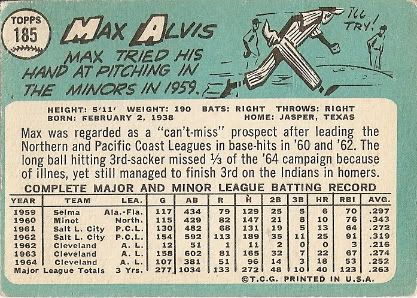 TOPPS
185
MAX ALVIS
MAX TRIED HIS
HAND AT PITCHING IN
THE MINORS IN 1959.
I'LL
TRY!
HEIGHT: 5'11' WEIGHT: 190 BATS: RIGHT THROWS: RIGHT
BORN: FEBRUARY 2, 1938 HOME: JASPER, TEXAS
Max was regarded as a "can't-miss" prospect after leading the
Northern and Pacific Coast Leagues in base-hits in '60 and '62. The
long ball hitting 3rd-sacker missed ⅓ of the '64 campaign because
of illnes, yet still managed to finish 3rd on the Indians in homers.
COMPLETE MAJOR AND MINOR LEAGUE BATTING RECORD
YEAR TEAM LEA. G AB R H 2B 3B HR RBI AVG.
1959 Selma Ala.-Fla. 117 434 79 129 25 5 6 70 .297
1960 Minot North. 115 429 82 147 21 8 10 76 .343
1961 Salt L. City P.C.L. 130 482 68 131 15 5 13 64 .272
1962 Salt L. City P.C.L. 154 592 113 189 35 11 25 91 .319
1962 Cleveland A.L. 12 51 1 11 2 0 0 3 .216
1963 Cleveland A.L. 158 602 81 165 32 7 22 67 .274
1964 Cleveland A.L. 107 381 51 96 14 3 18 53 .252
Major League Totals 3 Yrs. 277 1034 133 272 48 10 40 123 .263
©T.C.G. PRINTED IN U.S.A.